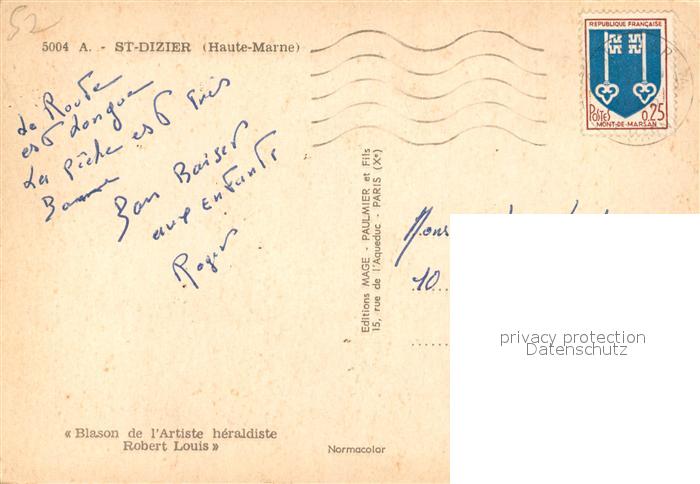 52
5004 A. - ST-DIZIER (Haute-Marne)
RÉPUBLIQUE FRANÇAISE
POSTES
0,25
MONT-DE-MARSAN
La Route
est Longue
La pêche est très
Bonne
Bon Baiser
aux enfants
Roger
Editions MAGE - PAULMIER et Fils
15, rue de l'Aqueduc - PARIS (Xe)
10
privacy protection
Datenschutz
« Blason de l'Artiste héraldiste
Robert Louis »
Normacolor